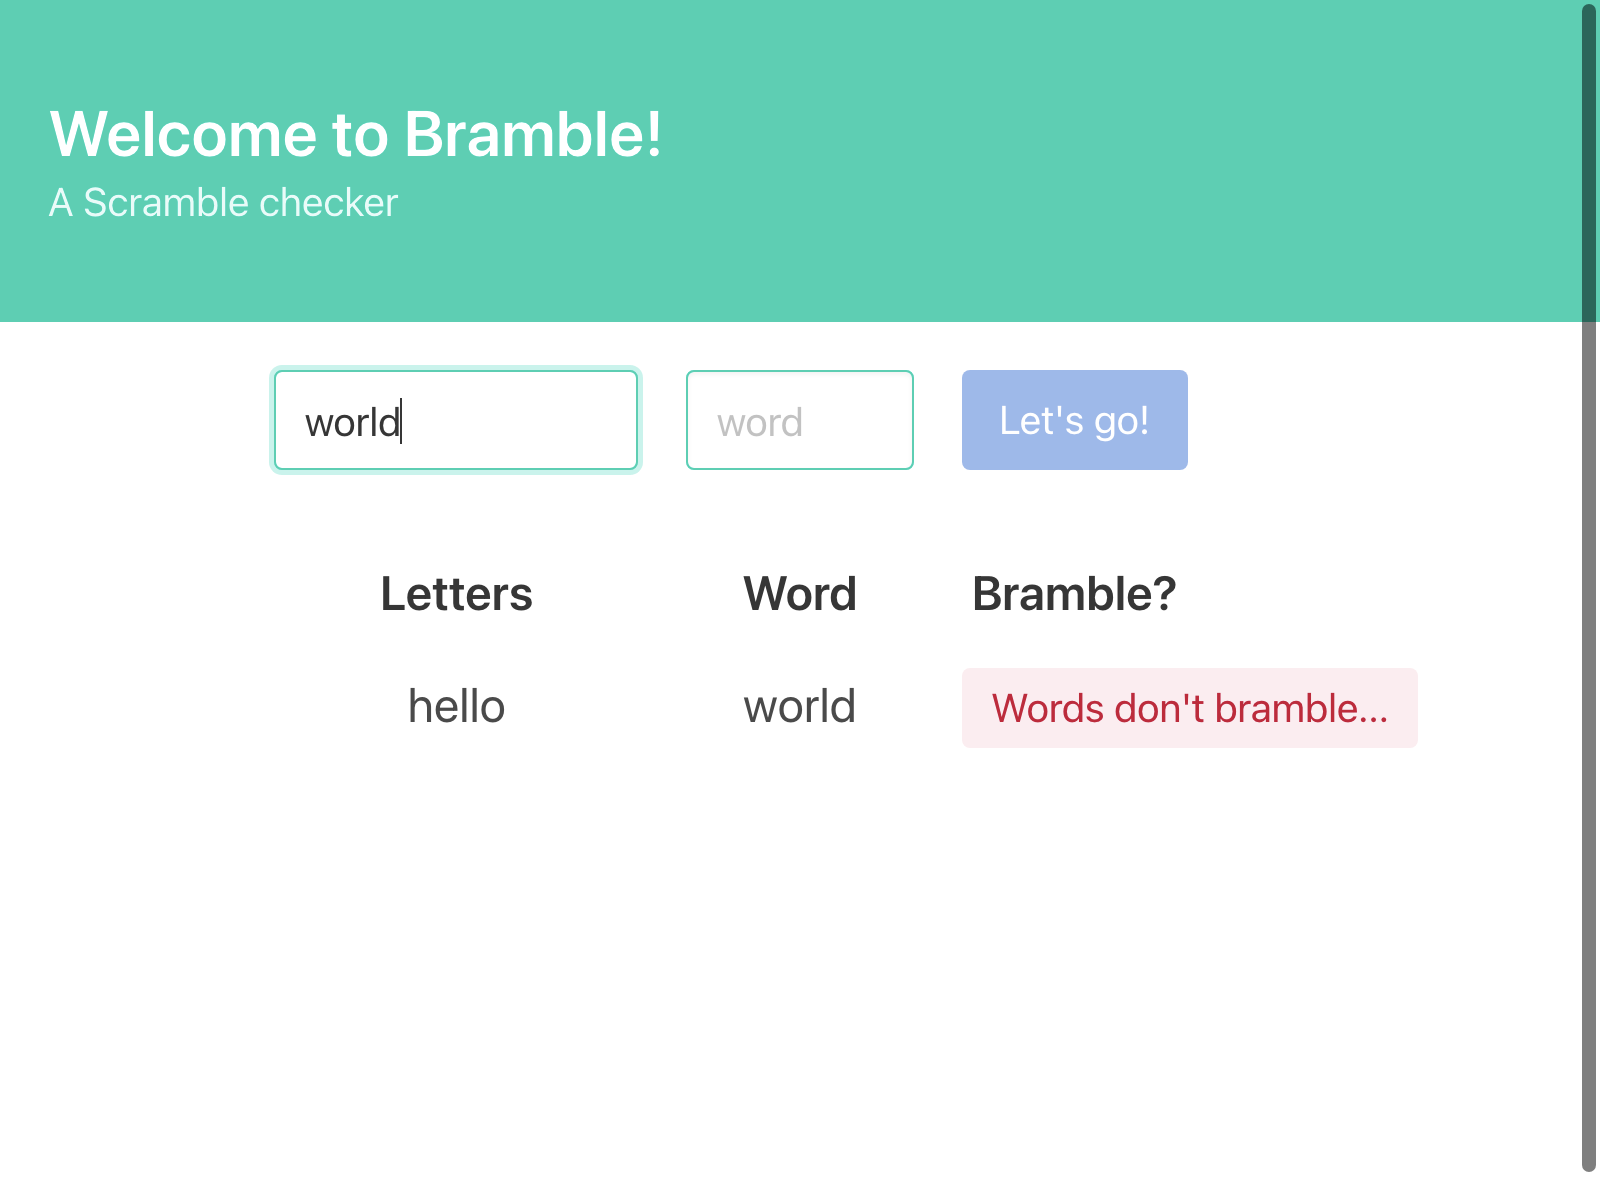 Welcome to Bramble!
A Scramble checker
world word Let's go!
Letters Word Bramble?
hello world Words don't bramble...